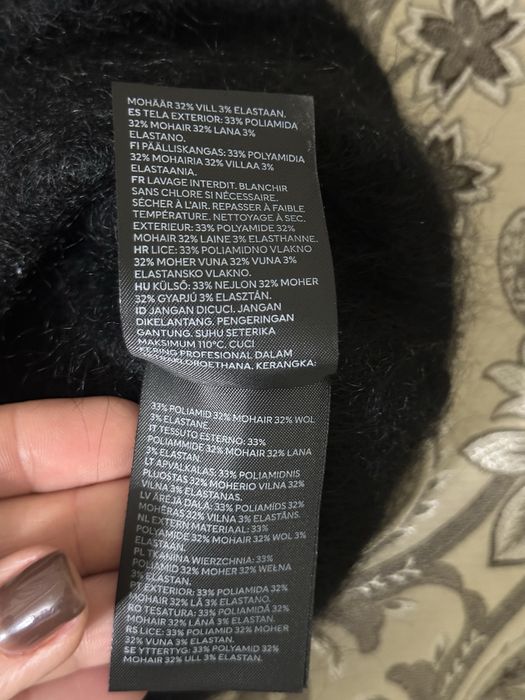 MOHÄÄR 32% VILL 3% ELASTAAN.
ES TELA EXTERIOR: 33% POLIAMIDA
32% MOHAIR 32% LANA 3%
ELASTANO.
FI PÄÄLLISKANGAS: 33% POLYAMIDIA
32% MOHAIRIA 32% VILLAA 3%
ELASTAANIA.
FR LAVAGE INTERDIT. BLANCHIR
SANS CHLORE SI NÉCESSAIRE.
SÉCHER À L'AIR. REPASSER À FAIBLE
TEMPÉRATURE. NETTOYAGE À SEC.
EXTERIEUR: 33% POLYAMIDE 32%
MOHAIR 32% LAINE 3% ELASTHANNE.
HR LICE: 33% POLIAMIDNO VLAKNO
32% MOHER VUNA 32% VUNA 3%
ELASTANSKO VLAKNO.
HU KÜLSŐ: 33% NEJLON 32% MOHER
32% GYAPJÚ 3% ELASZTÁN.
ID JANGAN DICUCI. JANGAN
DIKELANTANG. PENGERINGAN
GANTUNG. SUHU SETERIKA
MAKSIMUM 110°C. CUCI
KERING PROFESIONAL DALAM
KERANGKA:
33% POLIAMID 32% MOHAIR 32% WOL
3% ELASTANE.
IT TESSUTO ESTERNO: 33%
POLIAMMIDE 32% MOHAIR 32% LANA
3% ELASTAN.
LT APVALKALAS: 33% POLIAMIDNIS
PLUOSTAS 32% MOHERIO VILNA 32%
VILNA 3% ELASTANAS.
LV ĀREJA DAĻA: 33% POLIAMĪDS 32%
MOHĒRAS 32% VILNS 3% ELASTĀNS.
NL EXTERN MATERIAAL: 33%
POLYAMIDE 32% MOHAIR 32% WOL 3%
ELASTAAN.
PL TKANINA WIERZCHNIA: 33%
POLIAMID 32% MOHER 32% WEŁNA
3% ELASTAN.
PT EXTERIOR: 33% POLIAMIDA 32%
MOHAIR 32% LÃ 3% ELASTANO.
RO TESATURA: 33% POLIAMIDĂ 32%
MOHAIR 32% LÂNĂ 3% ELASTAN.
RS LICE: 33% POLIAMID 32% MOHER
32% VUNA 3% ELASTIN.
SE YTTERTYG: 33% POLYAMID 32%
MOHAIR 32% ULL 3% ELASTAN.